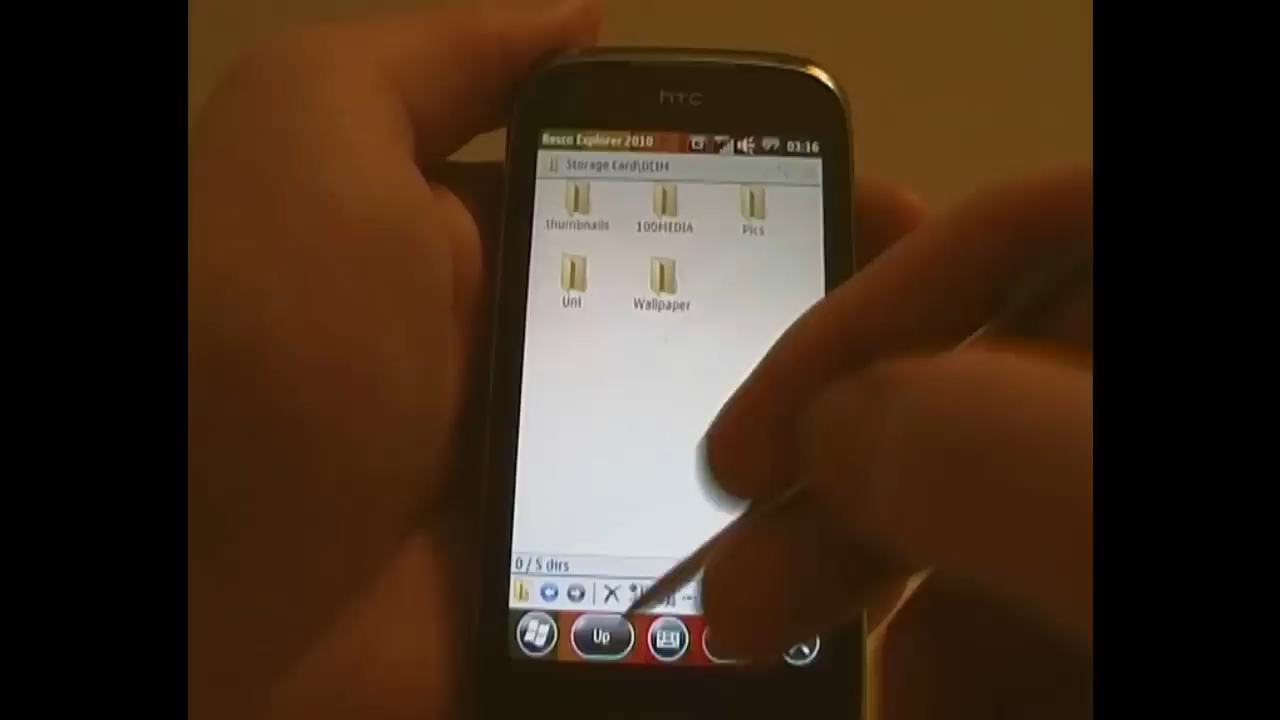 hTC
Resco Explorer 2010
03:16
Storage Card\DCIM
thumbnails
100MEDIA
Pics
Uni
Wallpaper
0 / 5 dirs
Up